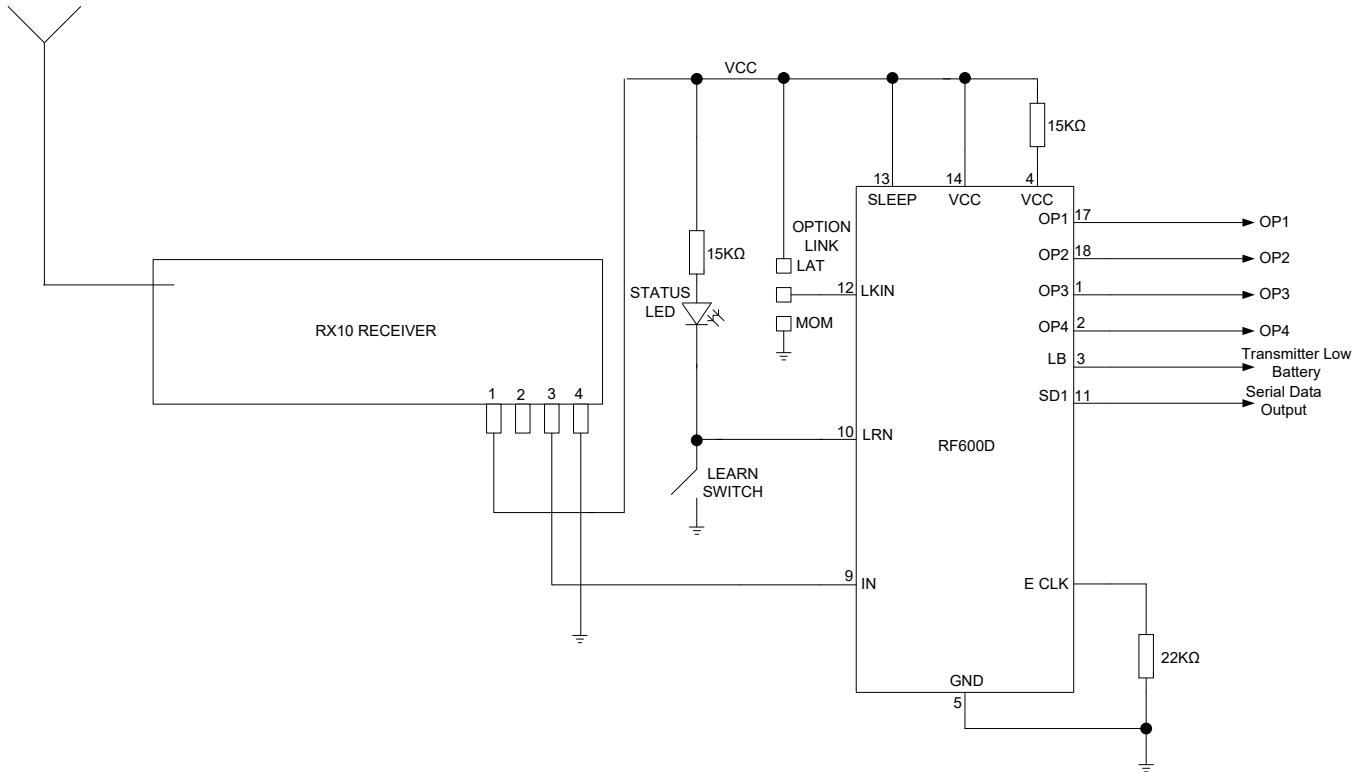 VCC
15KΩ
13
14
4
SLEEP
VCC
VCC
OP1
17
OP1
OPTION
LINK
LAT
15KΩ
OP2
18
OP2
STATUS
LED
12
LKIN
OP3
1
OP3
MOM
OP4
2
OP4
RX10 RECEIVER
LB
3
Transmitter Low
Battery
1
2
3
4
SD1
11
Serial Data
Output
10
LRN
RF600D
LEARN
SWITCH
9
IN
E CLK
22KΩ
GND
5